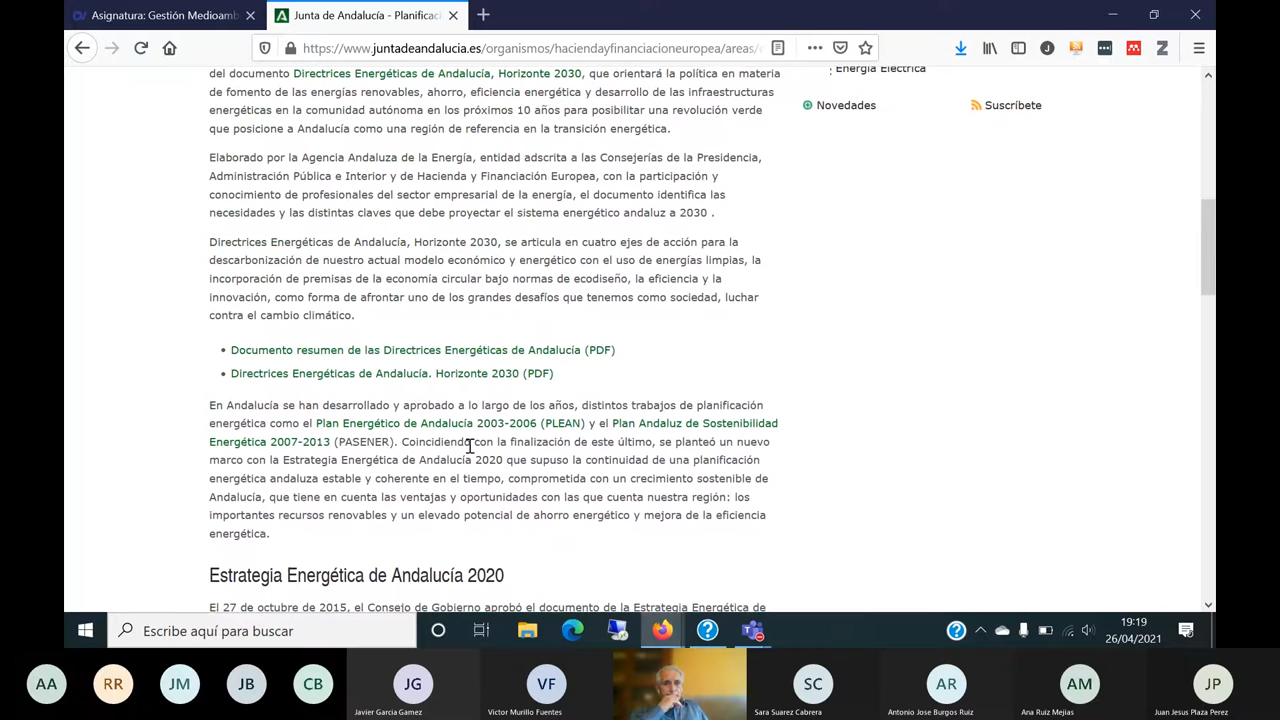 Asignatura: Gestión Medioamb
Junta de Andalucía - Planificac
https://www.juntadeandalucia.es/organismos/haciendayfinanciacioneuropea/areas/e
del documento Directrices Energéticas de Andalucía, Horizonte 2030, que orientará la política en materia
de fomento de las energías renovables, ahorro, eficiencia energética y desarrollo de las infraestructuras
energéticas en la comunidad autónoma en los próximos 10 años para posibilitar una revolución verde
que posicione a Andalucía como una región de referencia en la transición energética.
Energía Eléctrica
Novedades
Suscríbete
Elaborado por la Agencia Andaluza de la Energía, entidad adscrita a las Consejerías de la Presidencia,
Administración Pública e Interior y de Hacienda y Financiación Europea, con la participación y
conocimiento de profesionales del sector empresarial de la energía, el documento identifica las
necesidades y las distintas claves que debe proyectar el sistema energético andaluz a 2030 .
Directrices Energéticas de Andalucía, Horizonte 2030, se articula en cuatro ejes de acción para la
descarbonización de nuestro actual modelo económico y energético con el uso de energías limpias, la
incorporación de premisas de la economía circular bajo normas de ecodiseño, la eficiencia y la
innovación, como forma de afrontar uno de los grandes desafíos que tenemos como sociedad, luchar
contra el cambio climático.
• Documento resumen de las Directrices Energéticas de Andalucía (PDF)
• Directrices Energéticas de Andalucía. Horizonte 2030 (PDF)
En Andalucía se han desarrollado y aprobado a lo largo de los años, distintos trabajos de planificación
energética como el Plan Energético de Andalucía 2003-2006 (PLEAN) y el Plan Andaluz de Sostenibilidad
Energética 2007-2013 (PASENER). Coincidiendo con la finalización de este último, se planteó un nuevo
marco con la Estrategia Energética de Andalucía 2020 que supuso la continuidad de una planificación
energética andaluza estable y coherente en el tiempo, comprometida con un crecimiento sostenible de
Andalucía, que tiene en cuenta las ventajas y oportunidades con las que cuenta nuestra región: los
importantes recursos renovables y un elevado potencial de ahorro energético y mejora de la eficiencia
energética.
Estrategia Energética de Andalucía 2020
El 27 de octubre de 2015, el Consejo de Gobierno aprobó el documento de la Estrategia Energética de
Escribe aquí para buscar
19:19
26/04/2021
AA
RR
JM
JB
CB
JG
VF
SC
AR
AM
JP
Javier Garcia Gamez
Victor Murillo Fuentes
Sara Suarez Cabrera
Antonio Jose Burgos Ruiz
Ana Ruiz Mejias
Juan Jesus Plaza Perez